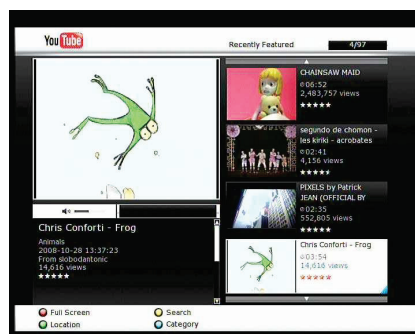 YouTube
Recently Featured
4/97
CHAINSAW MAID
06:52
2,483,757 views
segundo de chomon -
les kiriki - acrobates
02:41
4,156 views
PIXELS by Patrick
JEAN (OFFICIAL BY
02:35
552,805 views
Chris Conforti - Frog
03:54
14,616 views
Chris Conforti - Frog
Animals
2008-10-28 13:37:23
From slobodantonic
14,616 views
Full Screen
Search
Location
Category